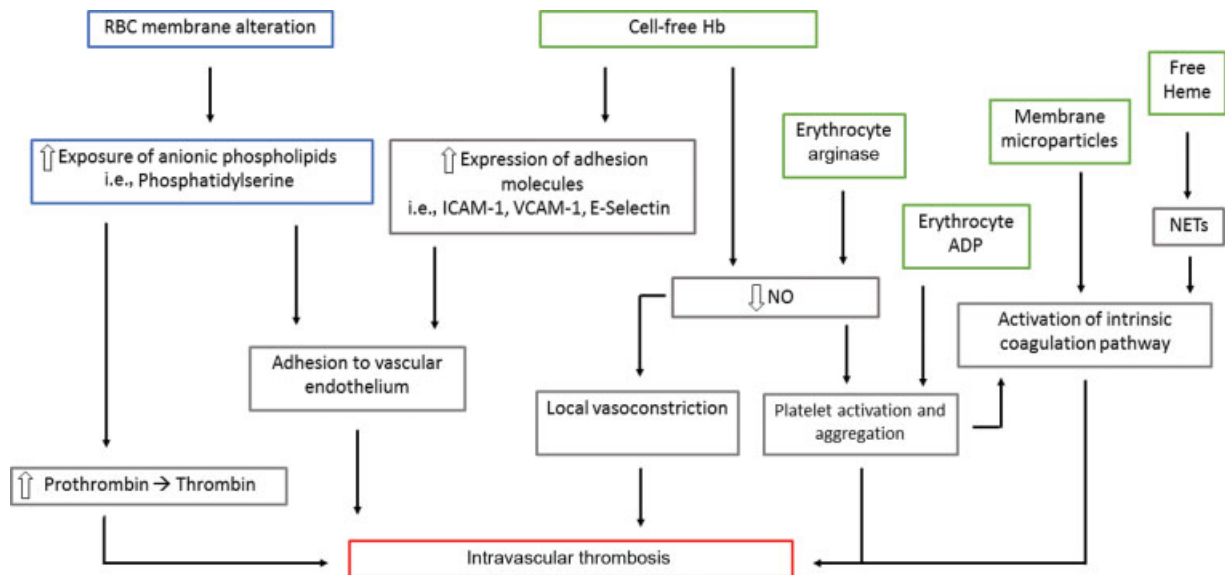 RBC membrane alteration
Cell-free Hb
Free
Heme
Membrane
microparticles
Erythrocyte
arginase
⇧ Exposure of anionic phospholipids
i.e., Phosphatidylserine
⇧ Expression of adhesion
molecules
i.e., ICAM-1, VCAM-1, E-Selectin
Erythrocyte
ADP
NETs
⇩ NO
Activation of intrinsic
coagulation pathway
Adhesion to vascular
endothelium
Local vasoconstriction
Platelet activation and
aggregation
⇧ Prothrombin → Thrombin
Intravascular thrombosis